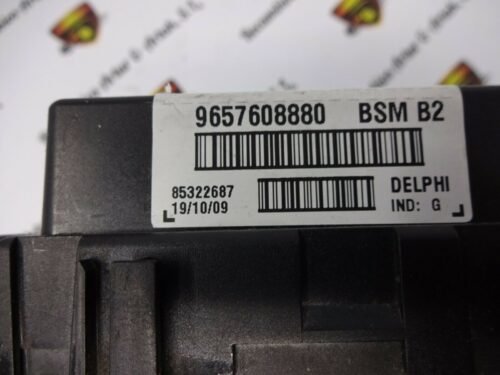 9657608880 BSM B2
85322687 DELPHI
19/10/09 IND: G